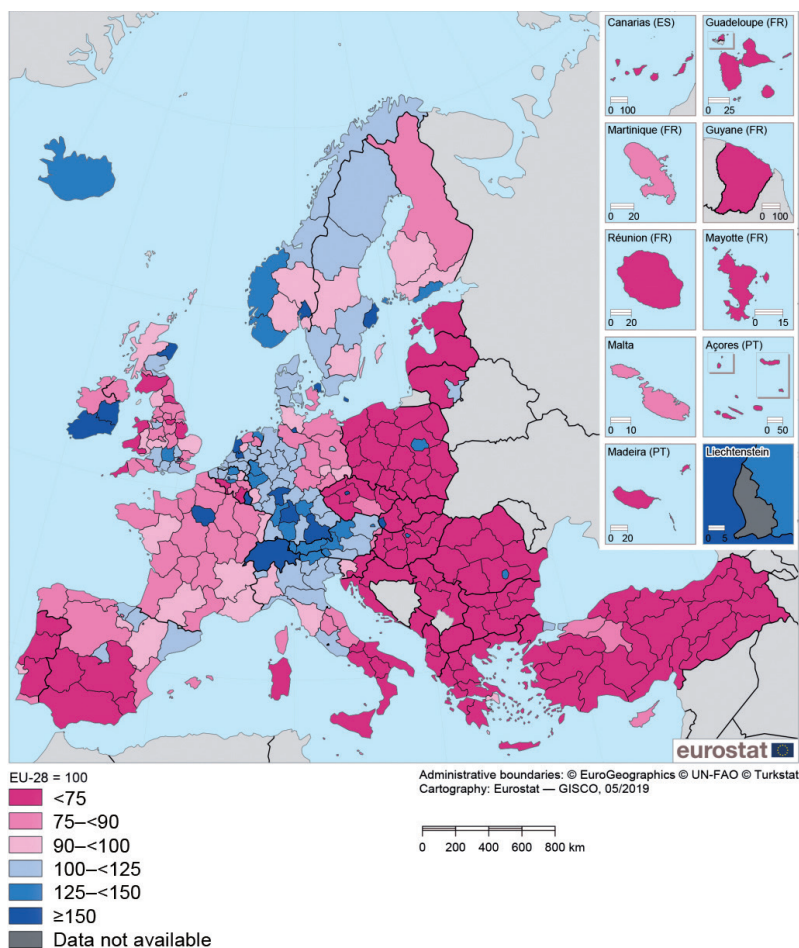 Canarias (ES)
0 100
Guadeloupe (FR)
0 25
Martinique (FR)
0 20
Guyane (FR)
0 100
Réunion (FR)
0 20
Mayotte (FR)
0 15
Malta
0 10
Açores (PT)
0 50
Madeira (PT)
0 20
Liechtenstein
0 5
eurostat
EU-28 = 100
<75
75–<90
90–<100
100–<125
125–<150
≥150
Data not available
Administrative boundaries: © EuroGeographics © UN-FAO © Turkstat
Cartography: Eurostat — GISCO, 05/2019
0 200 400 600 800 km